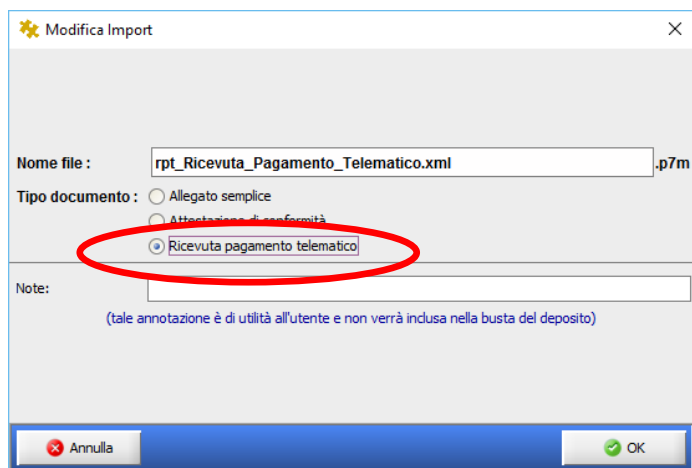 Modifica Import
Nome file : rpt_Ricevuta_Pagamento_Telematico.xml .p7m
Tipo documento : Allegato semplice
Attestazione di conformità
Ricevuta pagamento telematico
Note:
(tale annotazione è di utilità all'utente e non verrà inclusa nella busta del deposito)
Annulla OK